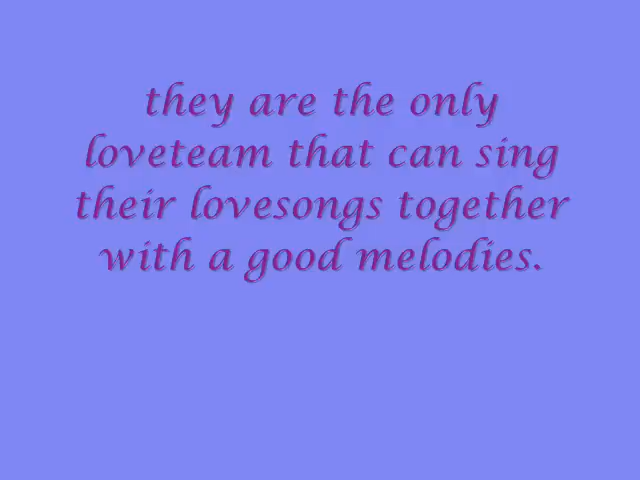 they are the only
loveteam that can sing
their lovesongs together
with a good melodies.